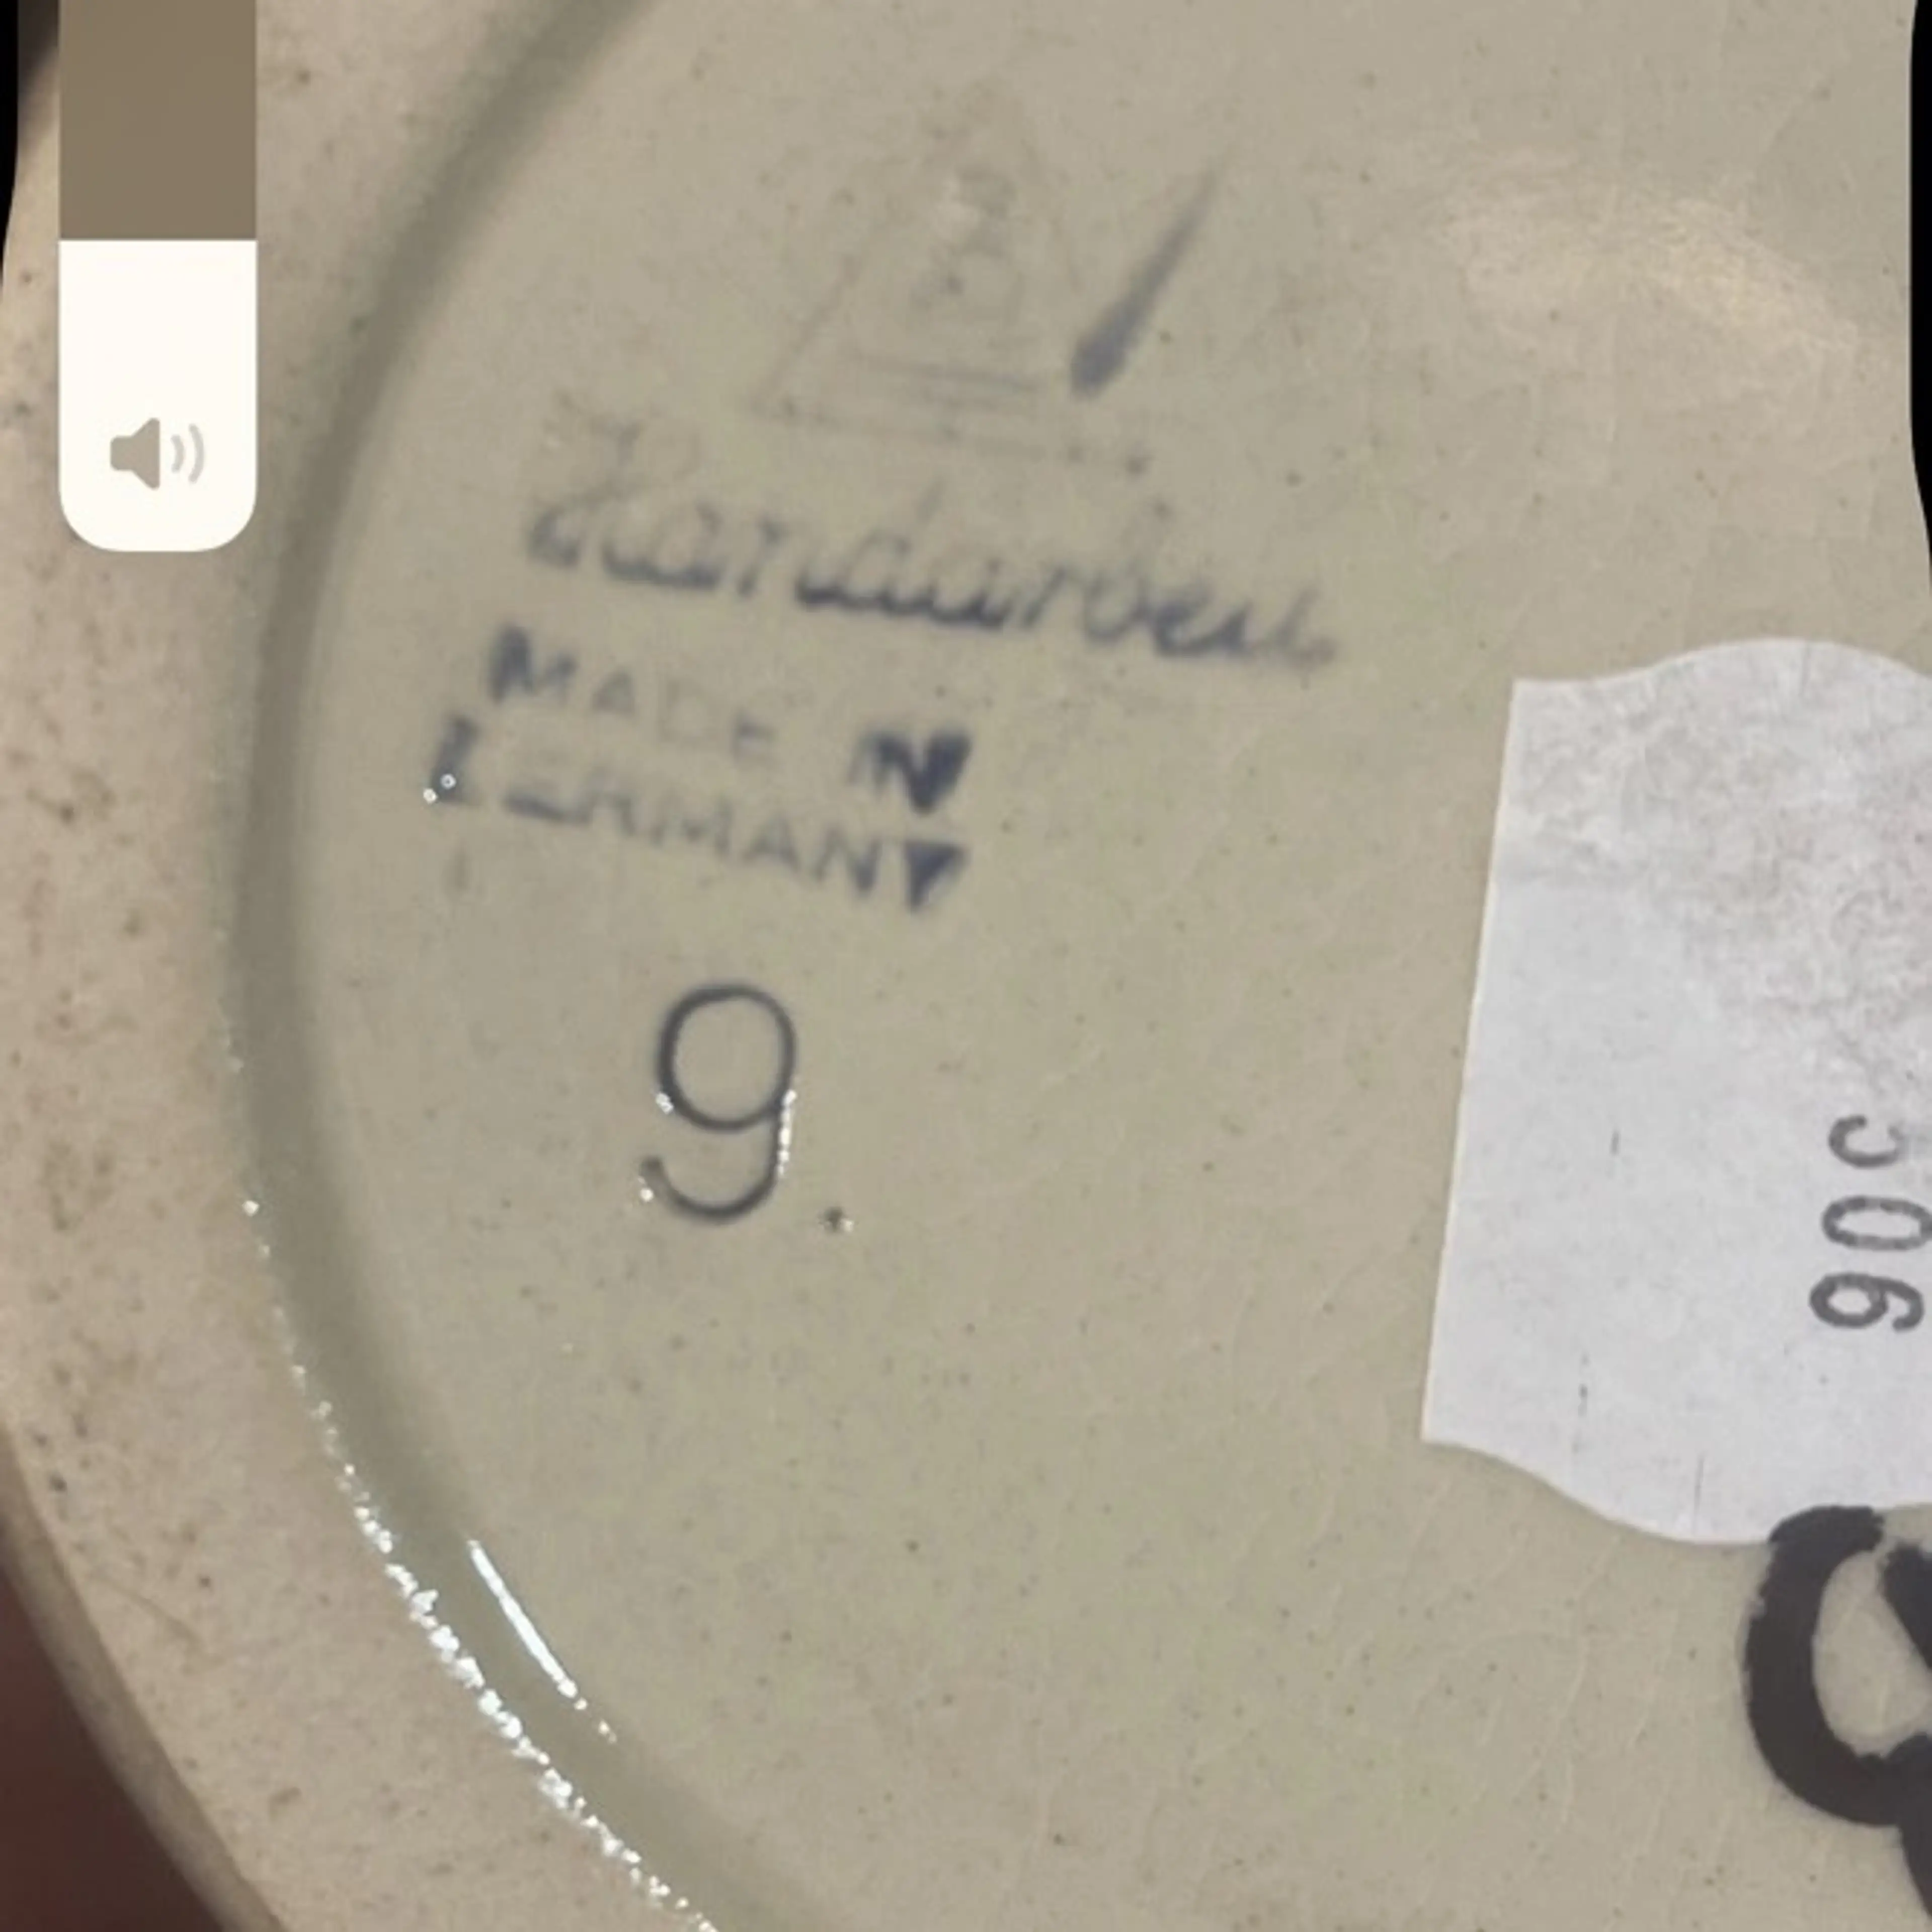 Handarbeit
MADE IN
GERMANY
9.
90c